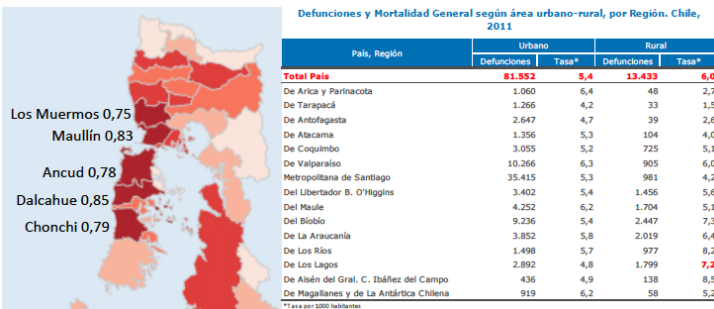 Los Muermos 0,75
Maullín 0,83
Ancud 0,78
Dalcahue 0,85
Chonchi 0,79
Defunciones y Mortalidad General según área urbano-rural, por Región. Chile,
2011
País, Región Urbano Rural
Defunciones Tasa* Defunciones Tasa*
Total País 81.552 5,4 13.433 6,0
De Arica y Parinacota 1.060 6,4 48 2,7
De Tarapacá 1.266 4,2 33 1,5
De Antofagasta 2.647 4,7 39 2,6
De Atacama 1.356 5,3 104 4,0
De Coquimbo 3.055 5,2 725 5,1
De Valparaíso 10.266 6,3 905 6,0
Metropolitana de Santiago 35.415 5,3 981 4,2
Del Libertador B. O'Higgins 3.402 5,4 1.456 5,6
Del Maule 4.252 6,2 1.704 5,1
Del Bíobío 9.236 5,4 2.447 7,3
De La Araucanía 3.852 5,8 2.019 6,4
De Los Ríos 1.498 5,7 977 8,2
De Los Lagos 2.892 4,8 1.799 7,2
De Aisén del Gral. C. Ibáñez del Campo 436 4,9 138 8,5
De Magallanes y de La Antártica Chilena 919 6,2 58 5,2
*Tasa por 1000 habitantes